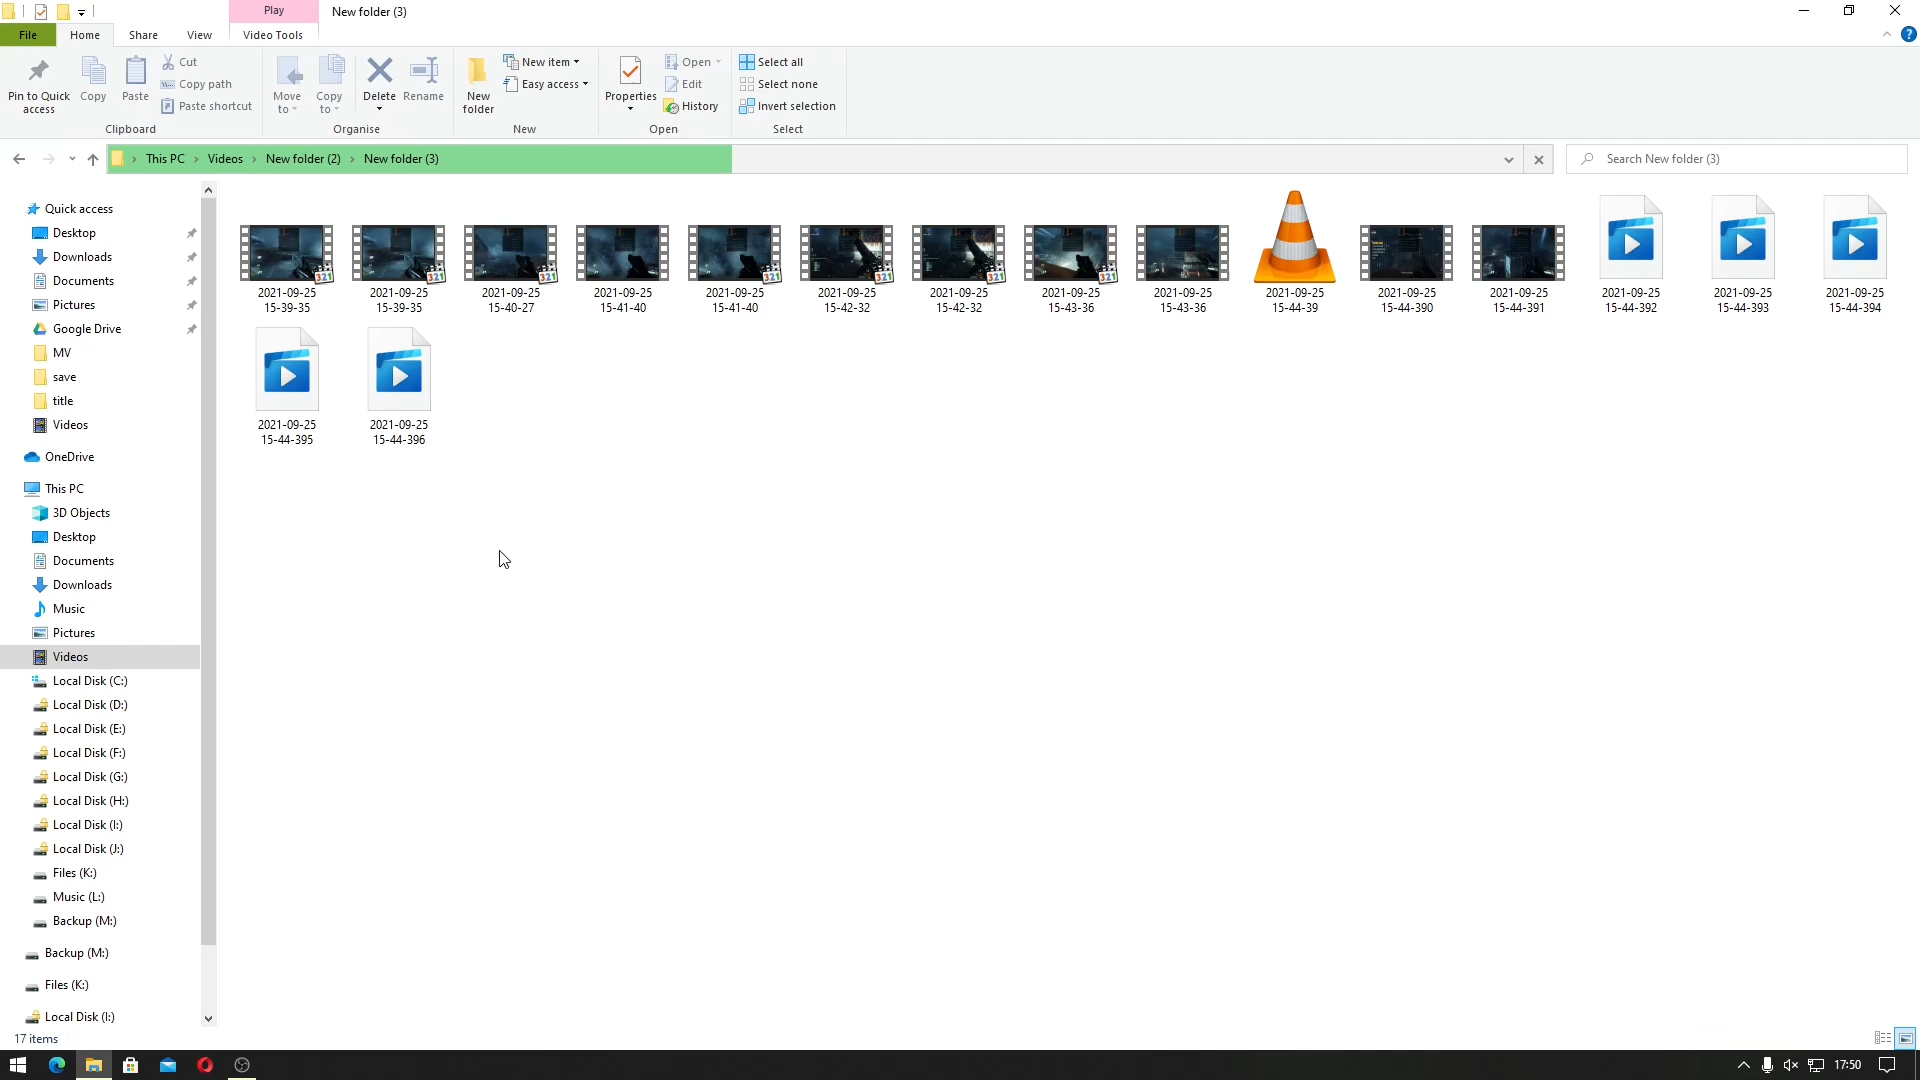 Play
New folder (3)
File
Home
Share
View
Video Tools
Pin to Quick access
Copy
Paste
Cut
Copy path
Paste shortcut
Clipboard
Move to
Copy to
Delete
Rename
Organise
New folder
New item
Easy access
New
Properties
Open
Edit
History
Open
Select all
Select none
Invert selection
Select
This PC
Videos
New folder (2)
New folder (3)
Search New folder (3)
Quick access
Desktop
Downloads
Documents
Pictures
Google Drive
MV
save
title
Videos
OneDrive
This PC
3D Objects
Desktop
Documents
Downloads
Music
Pictures
Videos
Local Disk (C:)
Local Disk (D:)
Local Disk (E:)
Local Disk (F:)
Local Disk (G:)
Local Disk (H:)
Local Disk (I:)
Local Disk (J:)
Files (K:)
Music (L:)
Backup (M:)
Backup (M:)
Files (K:)
Local Disk (I:)
2021-09-25
15-39-35
2021-09-25
15-39-35
2021-09-25
15-40-27
2021-09-25
15-41-40
2021-09-25
15-41-40
2021-09-25
15-42-32
2021-09-25
15-42-32
2021-09-25
15-43-36
2021-09-25
15-43-36
2021-09-25
15-44-39
2021-09-25
15-44-390
2021-09-25
15-44-391
2021-09-25
15-44-392
2021-09-25
15-44-393
2021-09-25
15-44-394
2021-09-25
15-44-395
2021-09-25
15-44-396
17 items
17:50